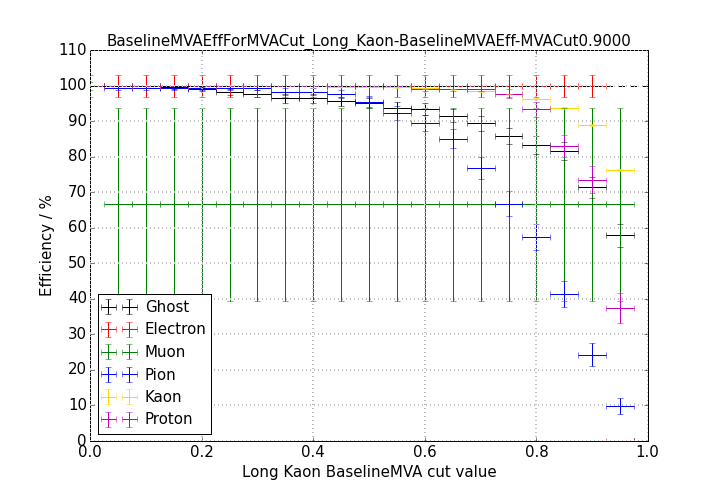 BaselineMVAEffForMVACut_Long_Kaon-BaselineMVAEff-MVACut0.9000
110
100
90
80
70
60
50
40
30
20
10
0
Efficiency / %
Ghost
Electron
Muon
Pion
Kaon
Proton
0.0 0.2 0.4 0.6 0.8 1.0
Long Kaon BaselineMVA cut value